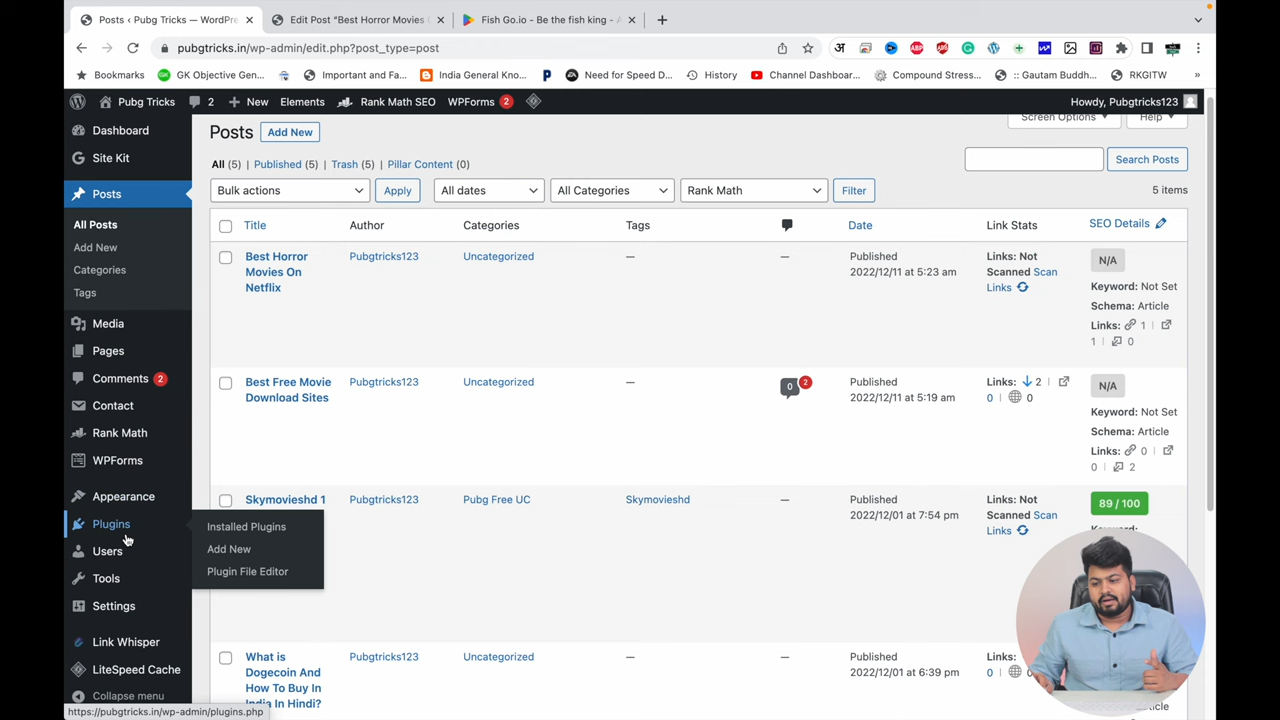 Posts ‹ Pubg Tricks — WordPre
Edit Post "Best Horror Movies
Fish Go.io - Be the fish king - A
pubgtricks.in/wp-admin/edit.php?post_type=post
अ
ABP
Bookmarks
GK Objective Gen...
Important and Fa...
India General Kno...
Need for Speed D...
History
Channel Dashboar...
Compound Stress...
:: Gautam Buddh...
RKGITW
»
Pubg Tricks
2
New
Elements
Rank Math SEO
WPForms 2
Howdy, Pubgtricks123
Dashboard
Site Kit
Posts
All Posts
Add New
Categories
Tags
Media
Pages
Comments 2
Contact
Rank Math
WPForms
Appearance
Plugins
Users
Tools
Settings
Link Whisper
LiteSpeed Cache
Collapse menu
Installed Plugins
Add New
Plugin File Editor
Posts
Add New
Screen Options
Help
All (5) | Published (5) | Trash (5) | Pillar Content (0)
Search Posts
Bulk actions
Apply
All dates
All Categories
Rank Math
Filter
5 items
Title
Author
Categories
Tags
Date
Link Stats
SEO Details
Best Horror
Movies On
Netflix
Pubgtricks123
Uncategorized
—
—
Published
2022/12/11 at 5:23 am
Links: Not
Scanned Scan
Links
N/A
Keyword: Not Set
Schema: Article
Links: 1 |
1 | 0
Best Free Movie
Download Sites
Pubgtricks123
Uncategorized
—
0 2
Published
2022/12/11 at 5:19 am
Links: 2 |
0 | 0
N/A
Keyword: Not Set
Schema: Article
Links: 0 |
0 | 2
Skymovieshd 1
Pubgtricks123
Pubg Free UC
Skymovieshd
—
Published
2022/12/01 at 7:54 pm
Links: Not
Scanned Scan
Links
89 / 100
What is
Dogecoin And
How To Buy In
India In Hindi?
Pubgtricks123
Uncategorized
—
—
Published
2022/12/01 at 6:39 pm
Links:
0 |
https://pubgtricks.in/wp-admin/plugins.php